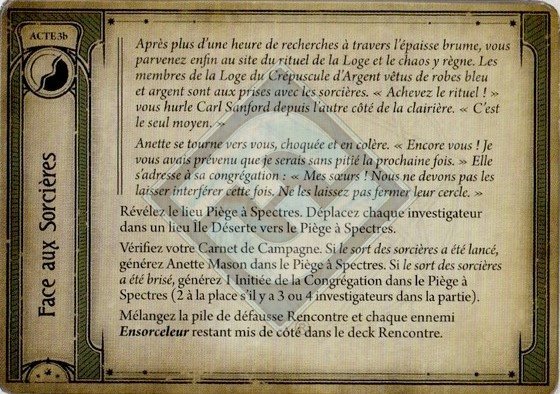 ACTE3b
Face aux Sorcières
Après plus d'une heure de recherches à travers l'épaisse brume, vous
parvenez enfin au site du rituel de la Loge et le chaos y règne. Les
membres de la Loge du Crépuscule d'Argent vêtus de robes bleu
et argent sont aux prises avec les sorcières. « Achevez le rituel ! »
vous hurle Carl Sanford depuis l'autre côté de la clairière. « C'est
le seul moyen. »
Anette se tourne vers vous, choquée et en colère. « Encore vous ! Je
vous avais prévenu que je serais sans pitié la prochaine fois. » Elle
s'adresse à sa congrégation : « Mes sœurs ! Nous ne devons pas les
laisser interférer cette fois. Ne les laissez pas fermer leur cercle. »
Révélez le lieu Piège à Spectres. Déplacez chaque investigateur
dans un lieu Île Déserte vers le Piège à Spectres.
Vérifiez votre Carnet de Campagne. Si le sort des sorcières a été lancé,
générez Anette Mason dans le Piège à Spectres. Si le sort des sorcières
a été brisé, générez 1 Initiée de la Congrégation dans le Piège à
Spectres (2 à la place s'il y a 3 ou 4 investigateurs dans la partie).
Mélangez la pile de défausse Rencontre et chaque ennemi
Ensorceleur restant mis de côté dans le deck Rencontre.